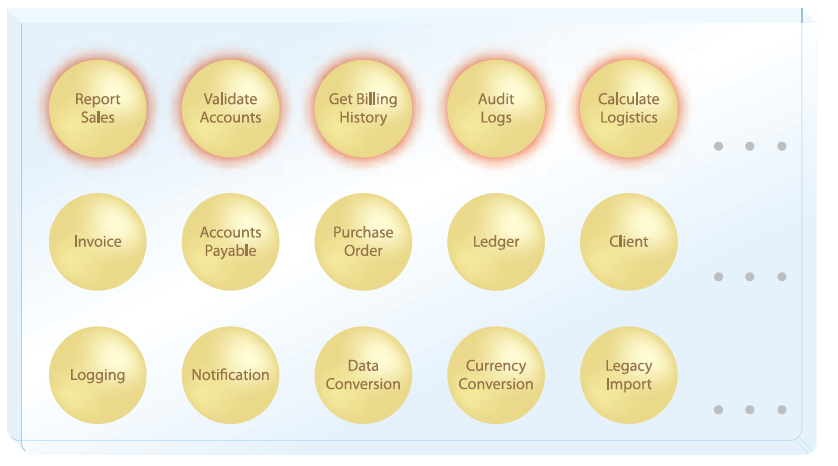 Report
Sales
Validate
Accounts
Get Billing
History
Audit
Logs
Calculate
Logistics
Invoice
Accounts
Payable
Purchase
Order
Ledger
Client
Logging
Notification
Data
Conversion
Currency
Conversion
Legacy
Import